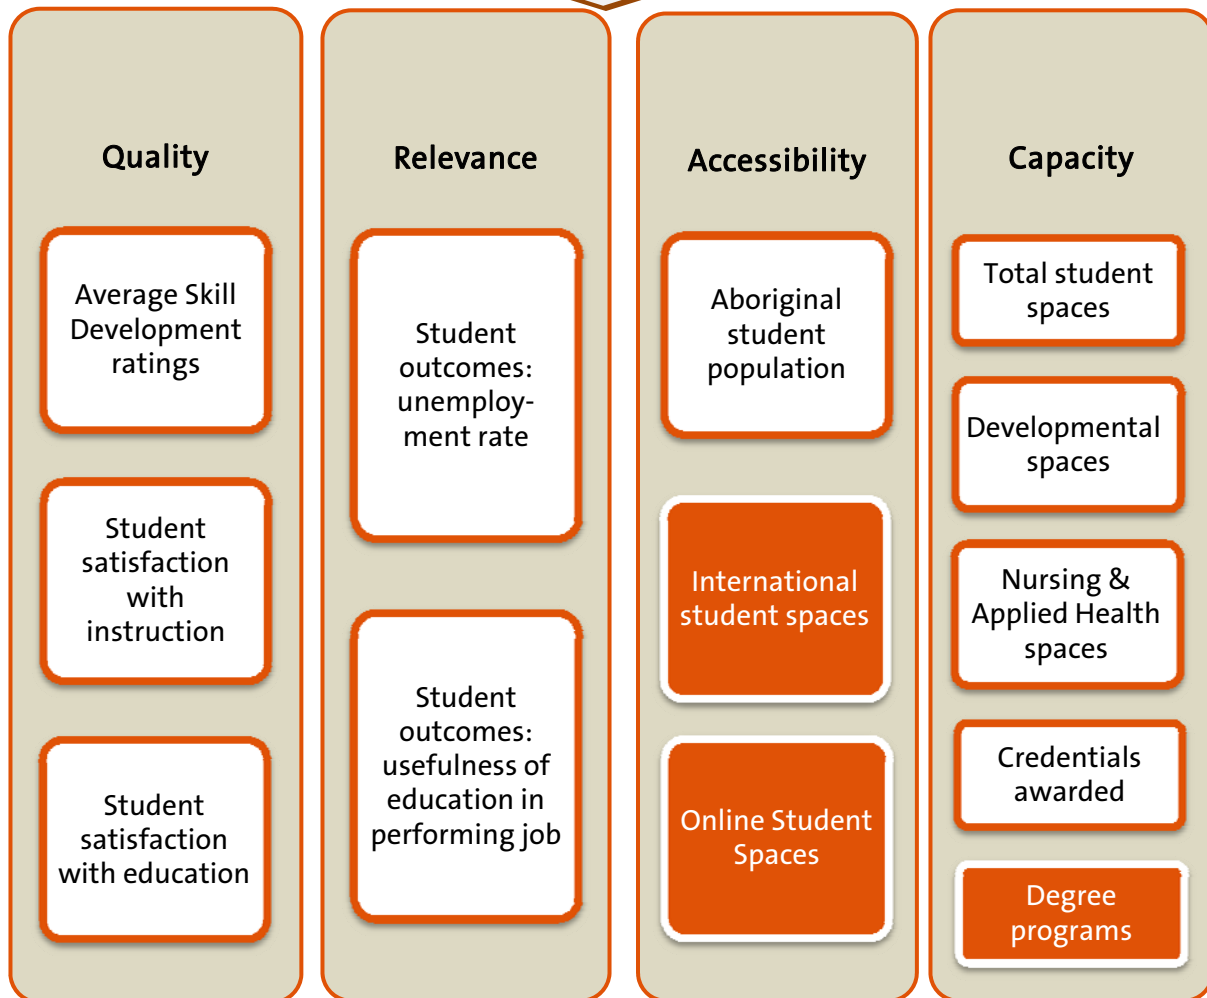 Quality
Average Skill
Development
ratings
Student
satisfaction
with
instruction
Student
satisfaction
with education
Relevance
Student
outcomes:
unemploy-
ment rate
Student
outcomes:
usefulness of
education in
performing job
Accessibility
Aboriginal
student
population
International
student spaces
Online Student
Spaces
Capacity
Total student
spaces
Developmental
spaces
Nursing &
Applied Health
spaces
Credentials
awarded
Degree
programs